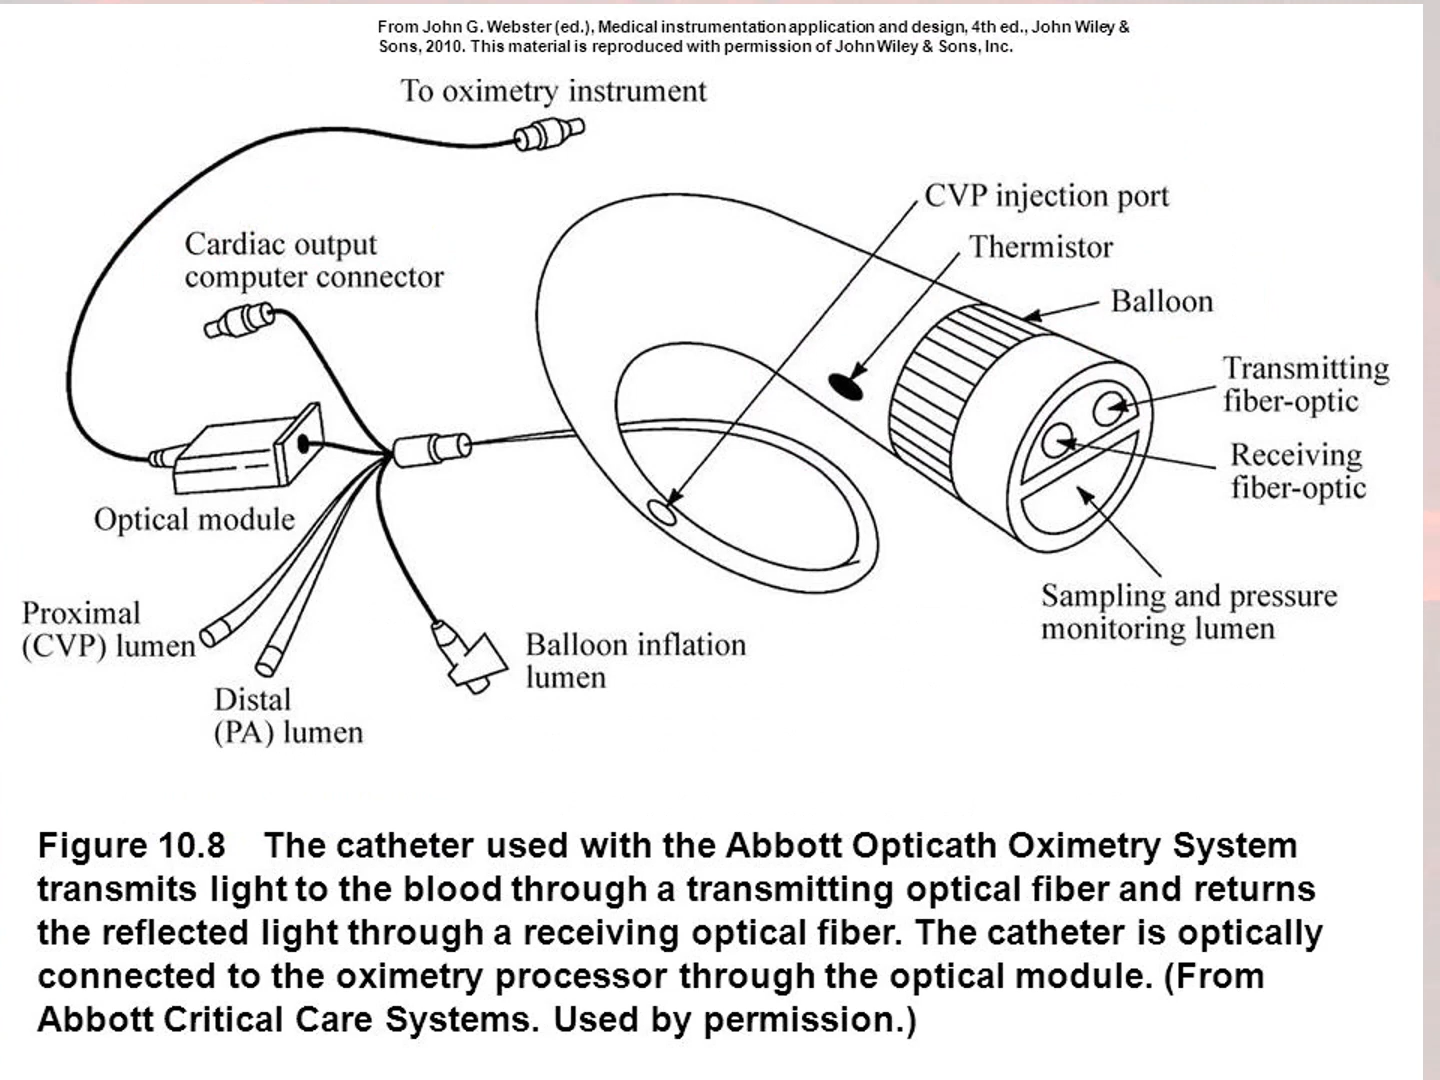 From John G. Webster (ed.), Medical instrumentation application and design, 4th ed., John Wiley &
Sons, 2010. This material is reproduced with permission of John Wiley & Sons, Inc.
To oximetry instrument
CVP injection port
Thermistor
Cardiac output
computer connector
Balloon
Transmitting
fiber-optic
Receiving
fiber-optic
Optical module
Sampling and pressure
monitoring lumen
Proximal
(CVP) lumen
Balloon inflation
lumen
Distal
(PA) lumen
Figure 10.8 The catheter used with the Abbott Opticath Oximetry System
transmits light to the blood through a transmitting optical fiber and returns
the reflected light through a receiving optical fiber. The catheter is optically
connected to the oximetry processor through the optical module. (From
Abbott Critical Care Systems. Used by permission.)